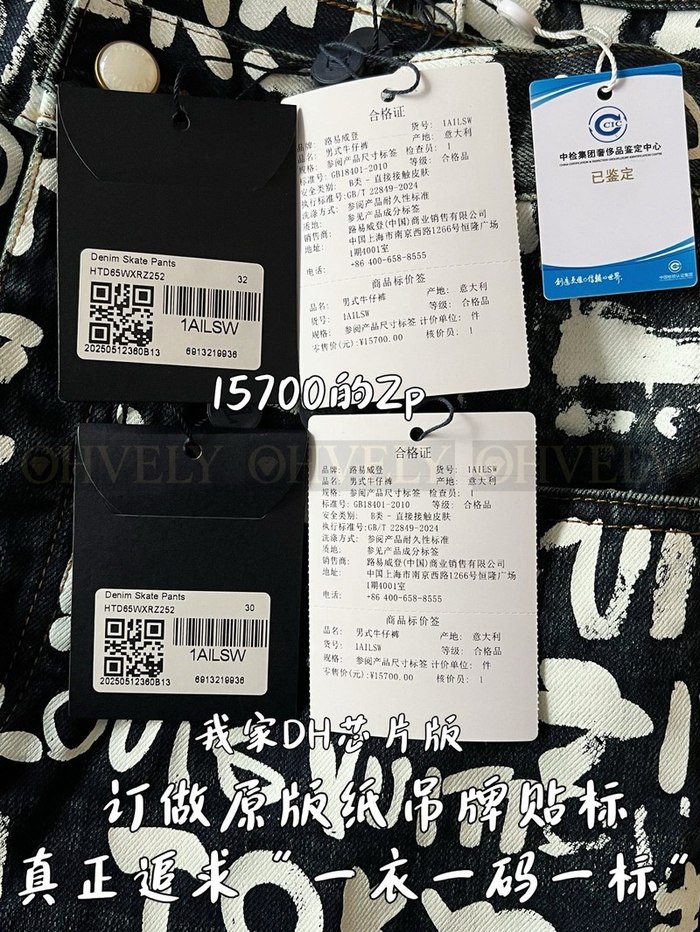 合格证
品牌: 路易威登 货号: 1AILSW
品名: 男式牛仔裤 产地: 意大利
规格: 参阅产品尺寸标签 检查员: 1
标准号: GB18401-2010 等级: 合格品
安全类别: B类 - 直接接触皮肤
执行标准号:GB/T 22849-2024
洗涤方式: 参阅产品耐久性标准
质地: 参见产品成分标签
销售商: 路易威登(中国)商业销售有限公司
地址: 中国上海市南京西路1266号恒隆广场
1期4001室
电话: +86 400-658-8555
商品标价签
品名: 男式牛仔裤 产地: 意大利
货号: 1AILSW 等级: 合格品
规格: 参阅产品尺寸标签 计价单位: 件
零售价(元):¥15700.00 核价员: 1
CCIC
中检集团奢侈品鉴定中心
已鉴定
Denim Skate Pants
HTD65WXRZ252 32
1AILSW
20250512360B13 6913219936
15700的Zp
OHVELY OHVELY OHVELY
合格证
品牌: 路易威登 货号: 1AILSW
品名: 男式牛仔裤 产地: 意大利
规格: 参阅产品尺寸标签 检查员: 1
标准号: GB18401-2010 等级: 合格品
安全类别: B类 - 直接接触皮肤
执行标准号:GB/T 22849-2024
洗涤方式: 参阅产品耐久性标准
质地: 参见产品成分标签
销售商: 路易威登(中国)商业销售有限公司
地址: 中国上海市南京西路1266号恒隆广场
1期4001室
电话: +86 400-658-8555
商品标价签
品名: 男式牛仔裤 产地: 意大利
货号: 1AILSW 等级: 合格品
规格: 参阅产品尺寸标签 计价单位: 件
零售价(元):¥15700.00 核价员: 1
Denim Skate Pants
HTD65WXRZ252 30
1AILSW
20250512360B13 6913219936
我家DH芯片版
订做原版纸吊牌贴标
真正追求“一衣一码一标”